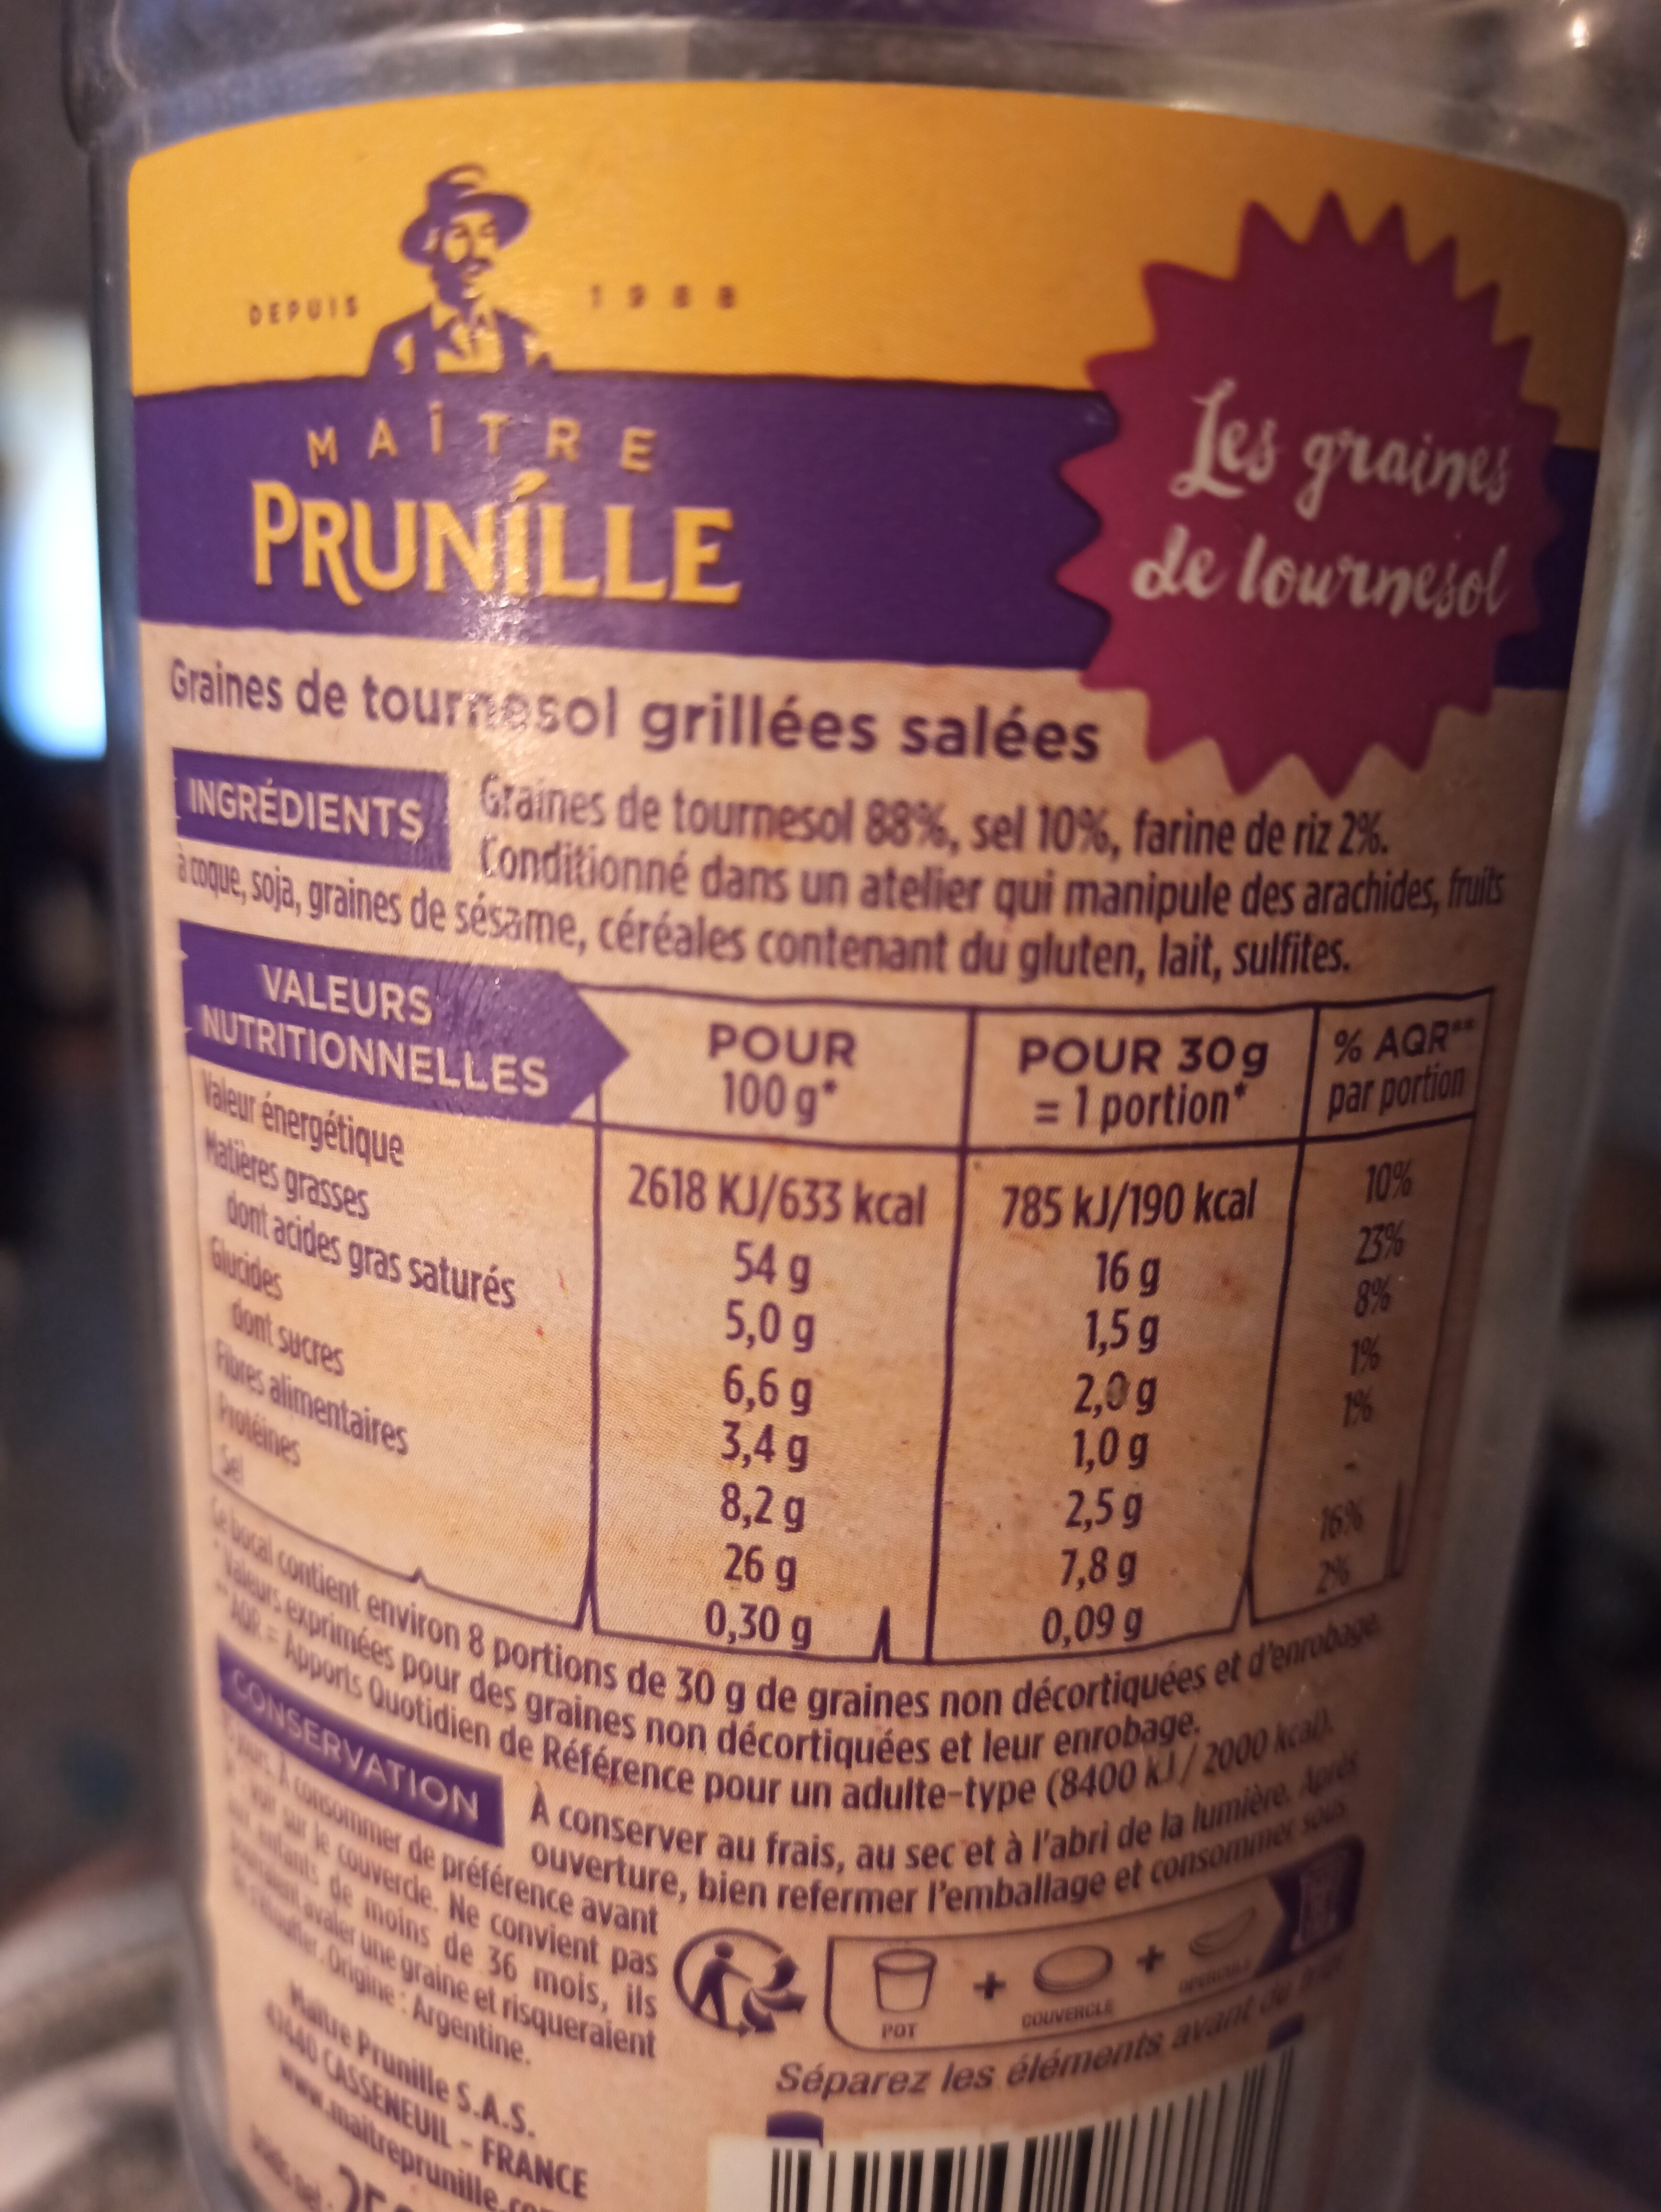 DEPUIS 1988
MAÎTRE
PRUNÍLLE
Les graines
de tournesol
Graines de tournesol grillées salées
INGRÉDIENTS Graines de tournesol 88%, sel 10%, farine de riz 2%.
Conditionné dans un atelier qui manipule des arachides, fruits
à coque, soja, graines de sésame, céréales contenant du gluten, lait, sulfites.
VALEURS
NUTRITIONNELLES
POUR
100 g*
POUR 30g
= 1 portion*
% AQR**
par portion
Valeur énergétique 2618 KJ/633 kcal 785 kJ/190 kcal 10%
Matières grasses 54 g 16 g 23%
dont acides gras saturés 5,0 g 1,5 g 8%
Glucides 6,6 g 2,0 g 1%
dont sucres 3,4 g 1,0 g 1%
Fibres alimentaires 8,2 g 2,5 g -
Protéines 26 g 7,8 g 16%
Sel 0,30 g 0,09 g 2%
Ce bocal contient environ 8 portions de 30 g de graines non décortiquées et d'enrobage.
* Valeurs exprimées pour des graines non décortiquées et leur enrobage.
** AQR = Apports Quotidien de Référence pour un adulte-type (8400 kJ / 2000 kcal).
CONSERVATION À conserver au frais, au sec et à l'abri de la lumière. Après
ouverture, bien refermer l'emballage et consommer sous
À consommer de préférence avant
voir sur le couvercle. Ne convient pas
aux enfants de moins de 36 mois, ils
pourraient avaler une graine et risqueraient
de s'étouffer. Origine : Argentine.
POT + COUVERCLE + OPERCULE
Séparez les éléments avant de
Maître Prunille S.A.S.
47440 CASSENEUIL - FRANCE
www.maitreprunille.com